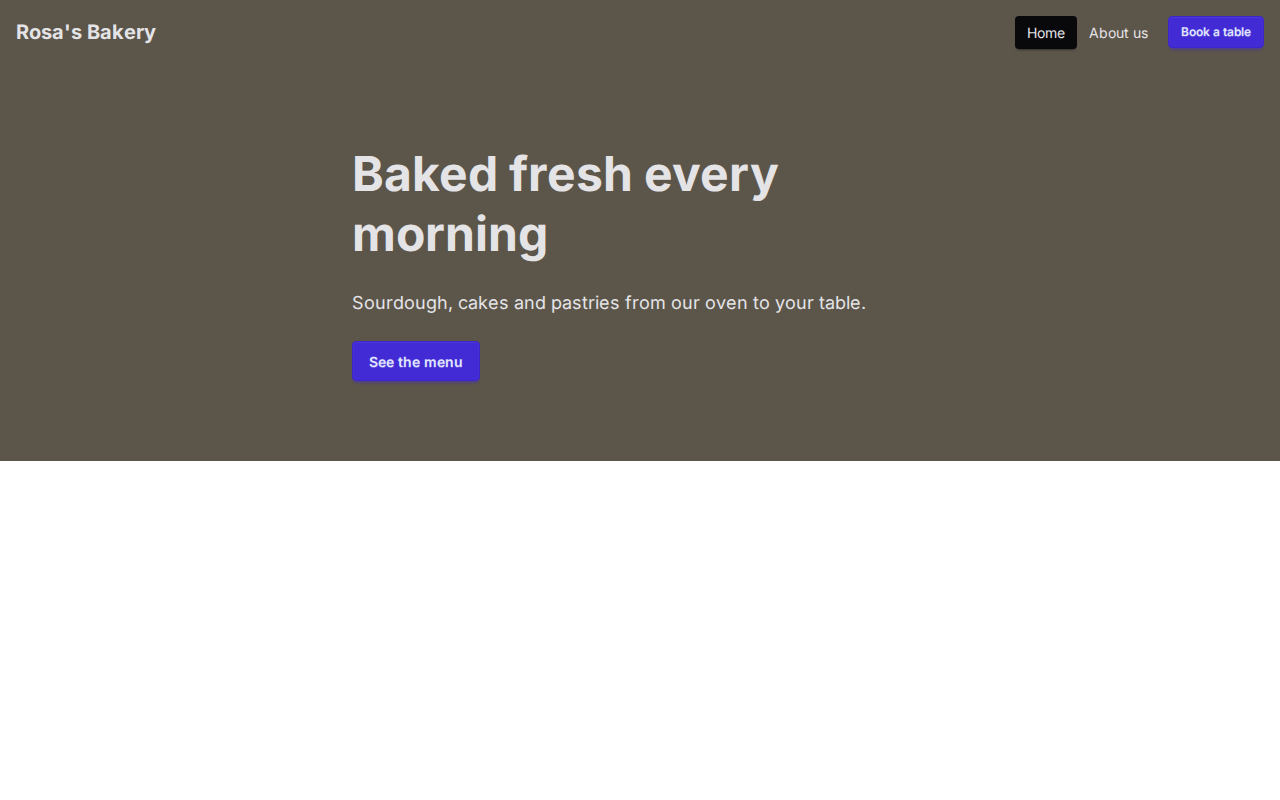 Rosa's Bakery
Home
About us
Book a table
Baked fresh every
morning
Sourdough, cakes and pastries from our oven to your table.
See the menu